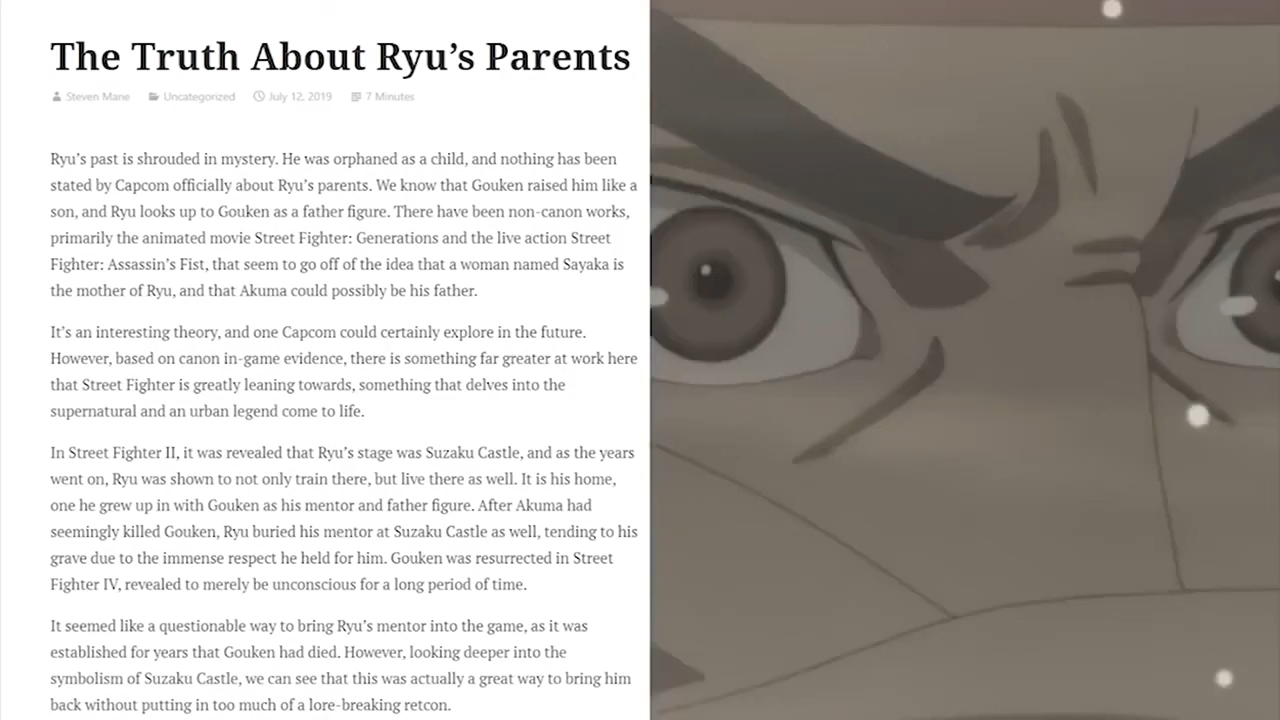 The Truth About Ryu’s Parents
Steven Mane Uncategorized July 12, 2019 7 Minutes
Ryu’s past is shrouded in mystery. He was orphaned as a child, and nothing has been
stated by Capcom officially about Ryu’s parents. We know that Gouken raised him like a
son, and Ryu looks up to Gouken as a father figure. There have been non-canon works,
primarily the animated movie Street Fighter: Generations and the live action Street
Fighter: Assassin’s Fist, that seem to go off of the idea that a woman named Sayaka is
the mother of Ryu, and that Akuma could possibly be his father.
It’s an interesting theory, and one Capcom could certainly explore in the future.
However, based on canon in-game evidence, there is something far greater at work here
that Street Fighter is greatly leaning towards, something that delves into the
supernatural and an urban legend come to life.
In Street Fighter II, it was revealed that Ryu’s stage was Suzaku Castle, and as the years
went on, Ryu was shown to not only train there, but live there as well. It is his home,
one he grew up in with Gouken as his mentor and father figure. After Akuma had
seemingly killed Gouken, Ryu buried his mentor at Suzaku Castle as well, tending to his
grave due to the immense respect he held for him. Gouken was resurrected in Street
Fighter IV, revealed to merely be unconscious for a long period of time.
It seemed like a questionable way to bring Ryu’s mentor into the game, as it was
established for years that Gouken had died. However, looking deeper into the
symbolism of Suzaku Castle, we can see that this was actually a great way to bring him
back without putting in too much of a lore-breaking retcon.